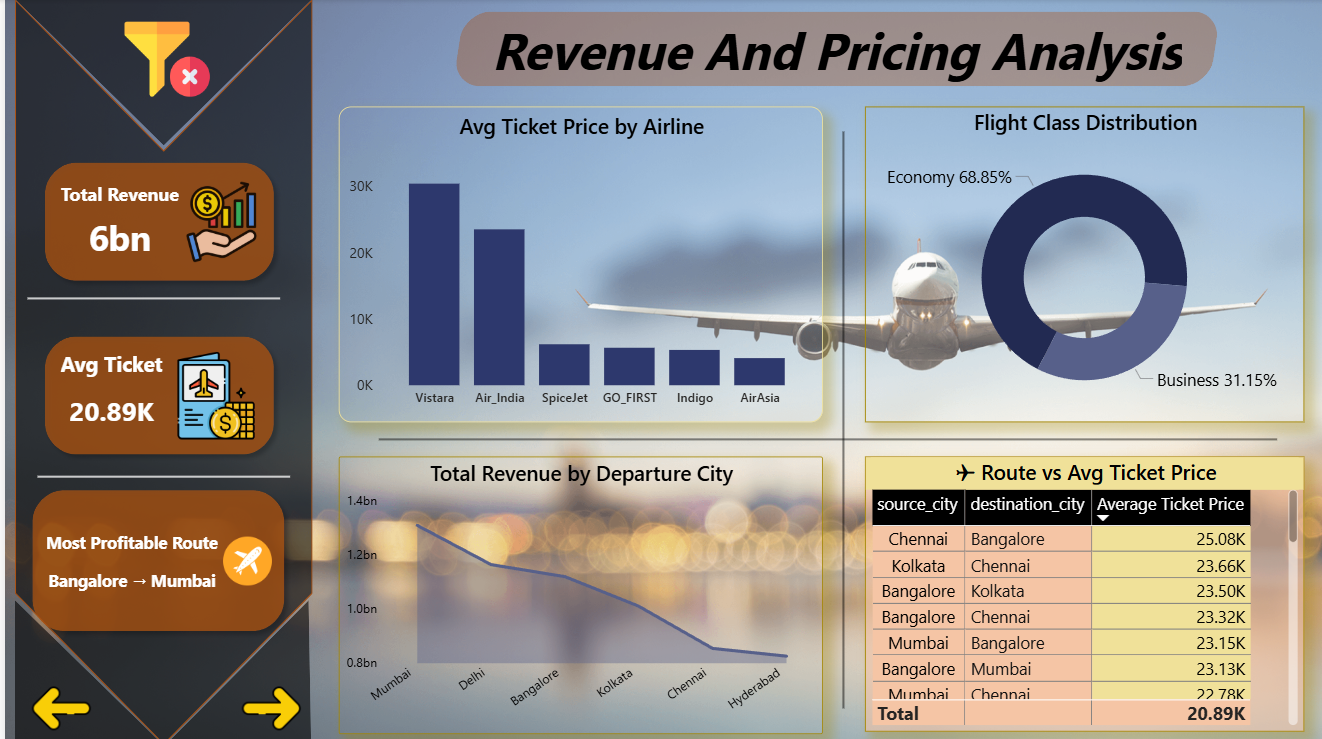 Revenue And Pricing Analysis
Total Revenue
6bn
Avg Ticket
20.89K
Most Profitable Route
Bangalore → Mumbai
Avg Ticket Price by Airline
30K
20K
10K
0K
Vistara Air_India SpiceJet GO_FIRST Indigo AirAsia
Flight Class Distribution
Economy 68.85%
Business 31.15%
Total Revenue by Departure City
1.4bn
1.2bn
1.0bn
0.8bn
Mumbai Delhi Bangalore Kolkata Chennai Hyderabad
✈ Route vs Avg Ticket Price
source_city destination_city Average Ticket Price
Chennai Bangalore 25.08K
Kolkata Chennai 23.66K
Bangalore Kolkata 23.50K
Bangalore Chennai 23.32K
Mumbai Bangalore 23.15K
Bangalore Mumbai 23.13K
Mumbai Chennai 22.78K
Total 20.89K